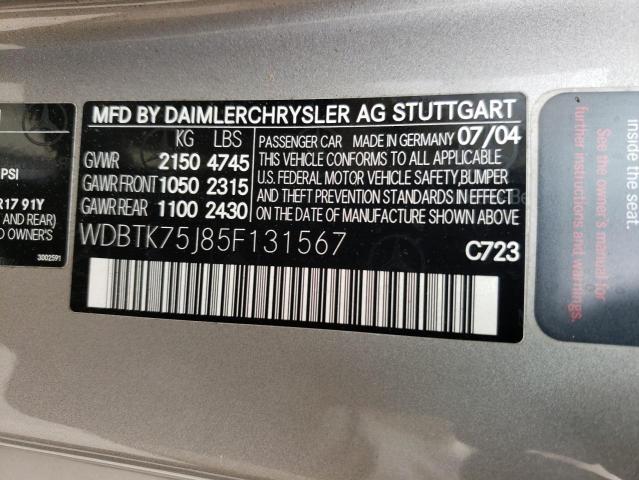 MFD BY DAIMLERCHRYSLER AG STUTTGART
KG LBS
GVWR 2150 4745
GAWR FRONT 1050 2315
GAWR REAR 1100 2430
PASSENGER CAR MADE IN GERMANY 07/04
THIS VEHICLE CONFORMS TO ALL APPLICABLE
U.S. FEDERAL MOTOR VEHICLE SAFETY,BUMPER
AND THEFT PREVENTION STANDARDS IN EFFECT
ON THE DATE OF MANUFACTURE SHOWN ABOVE
WDBTK75J85F131567
C723
PSI
R17 91Y
AND REAR)
OWNER'S
3002591
inside the seat.
See the owner's manual for
further instructions and warnings.